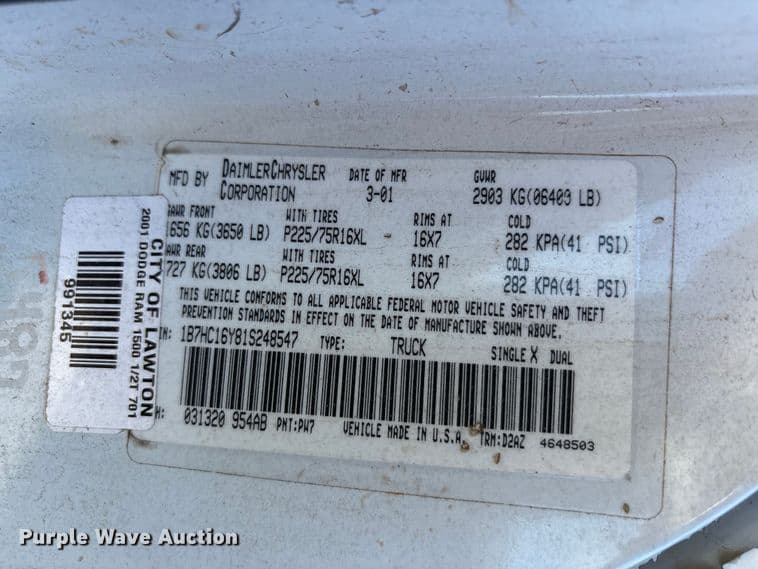 MFD BY DAIMLERCHRYSLER CORPORATION DATE OF MFR 3-01 GVWR 2903 KG(06409 LB)
GAWR FRONT WITH TIRES RIMS AT COLD
1656 KG(3650 LB) P225/75R16XL 16X7 282 KPA(41 PSI)
GAWR REAR WITH TIRES RIMS AT COLD
727 KG(3806 LB) P225/75R16XL 16X7 282 KPA(41 PSI)
THIS VEHICLE CONFORMS TO ALL APPLICABLE FEDERAL MOTOR VEHICLE SAFETY AND THEFT
PREVENTION STANDARDS IN EFFECT ON THE DATE OF MANUFACTURE SHOWN ABOVE.
IN: 1B7HC16Y81S248547 TYPE: TRUCK SINGLE X DUAL
H: 031320 954AB PNT:PW7 VEHICLE MADE IN U.S.A. TRM:D2AZ 4648503
CITY OF LAWTON
2001 DODGE RAM 1500 1/2T 701
991345
Purple Wave Auction